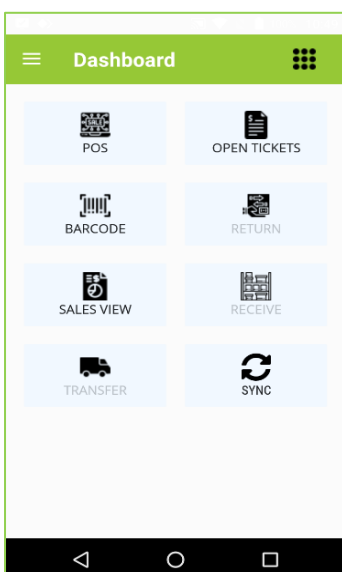 Dashboard
POS
OPEN TICKETS
BARCODE
RETURN
SALES VIEW
RECEIVE
TRANSFER
SYNC